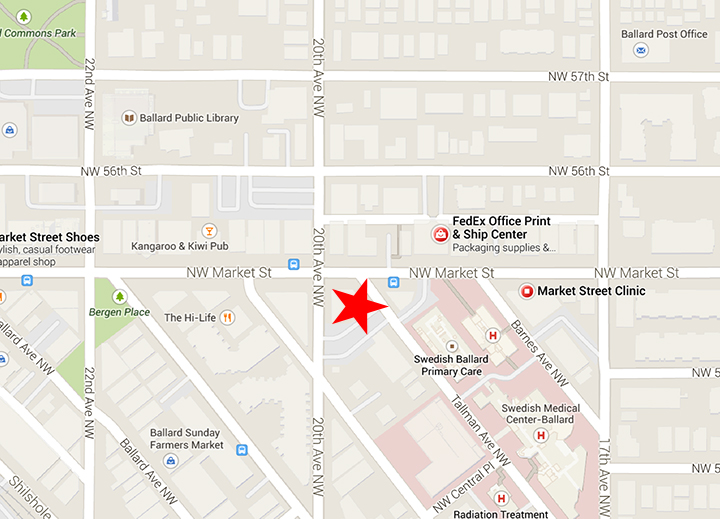 d Commons Park
20th Ave NW
22nd Ave NW
Ballard Post Office
NW 57th St
Ballard Public Library
NW 56th St
NW 56th St
FedEx Office Print
& Ship Center
Packaging supplies &...
20th Ave NW
arket Street Shoes
ylish, casual footwear
apparel shop
Kangaroo & Kiwi Pub
NW Market St
NW Market St
NW Market St
Market Street Clinic
Bergen Place
The Hi-Life
H
Barnes Ave NW
Ballard Ave NW
Swedish Ballard
Primary Care
NW 5
22nd Ave NW
Tallman Ave NW
Swedish Medical
Center-Ballard
H
20th Ave NW
Ballard Sunday
Farmers Market
Ballard Ave NW
17th Ave NW
NW 5
NW Central Pl
Shilshole
H
Radiation Treatment